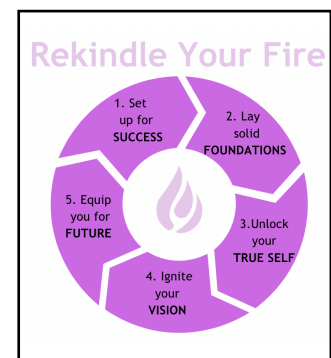 Rekindle Your Fire
1. Set
up for
SUCCESS
2. Lay
solid
FOUNDATIONS
3.Unlock
your
TRUE SELF
4. Ignite
your
VISION
5. Equip
you for
FUTURE